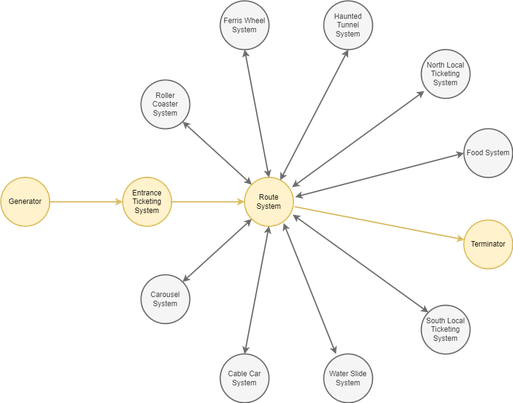 Ferris Wheel
System
Haunted
Tunnel
System
North Local
Ticketing
System
Roller
Coaster
System
Food System
Generator
Entrance
Ticketing
System
Route
System
Terminator
Carousel
System
South Local
Ticketing
System
Cable Car
System
Water Slide
System